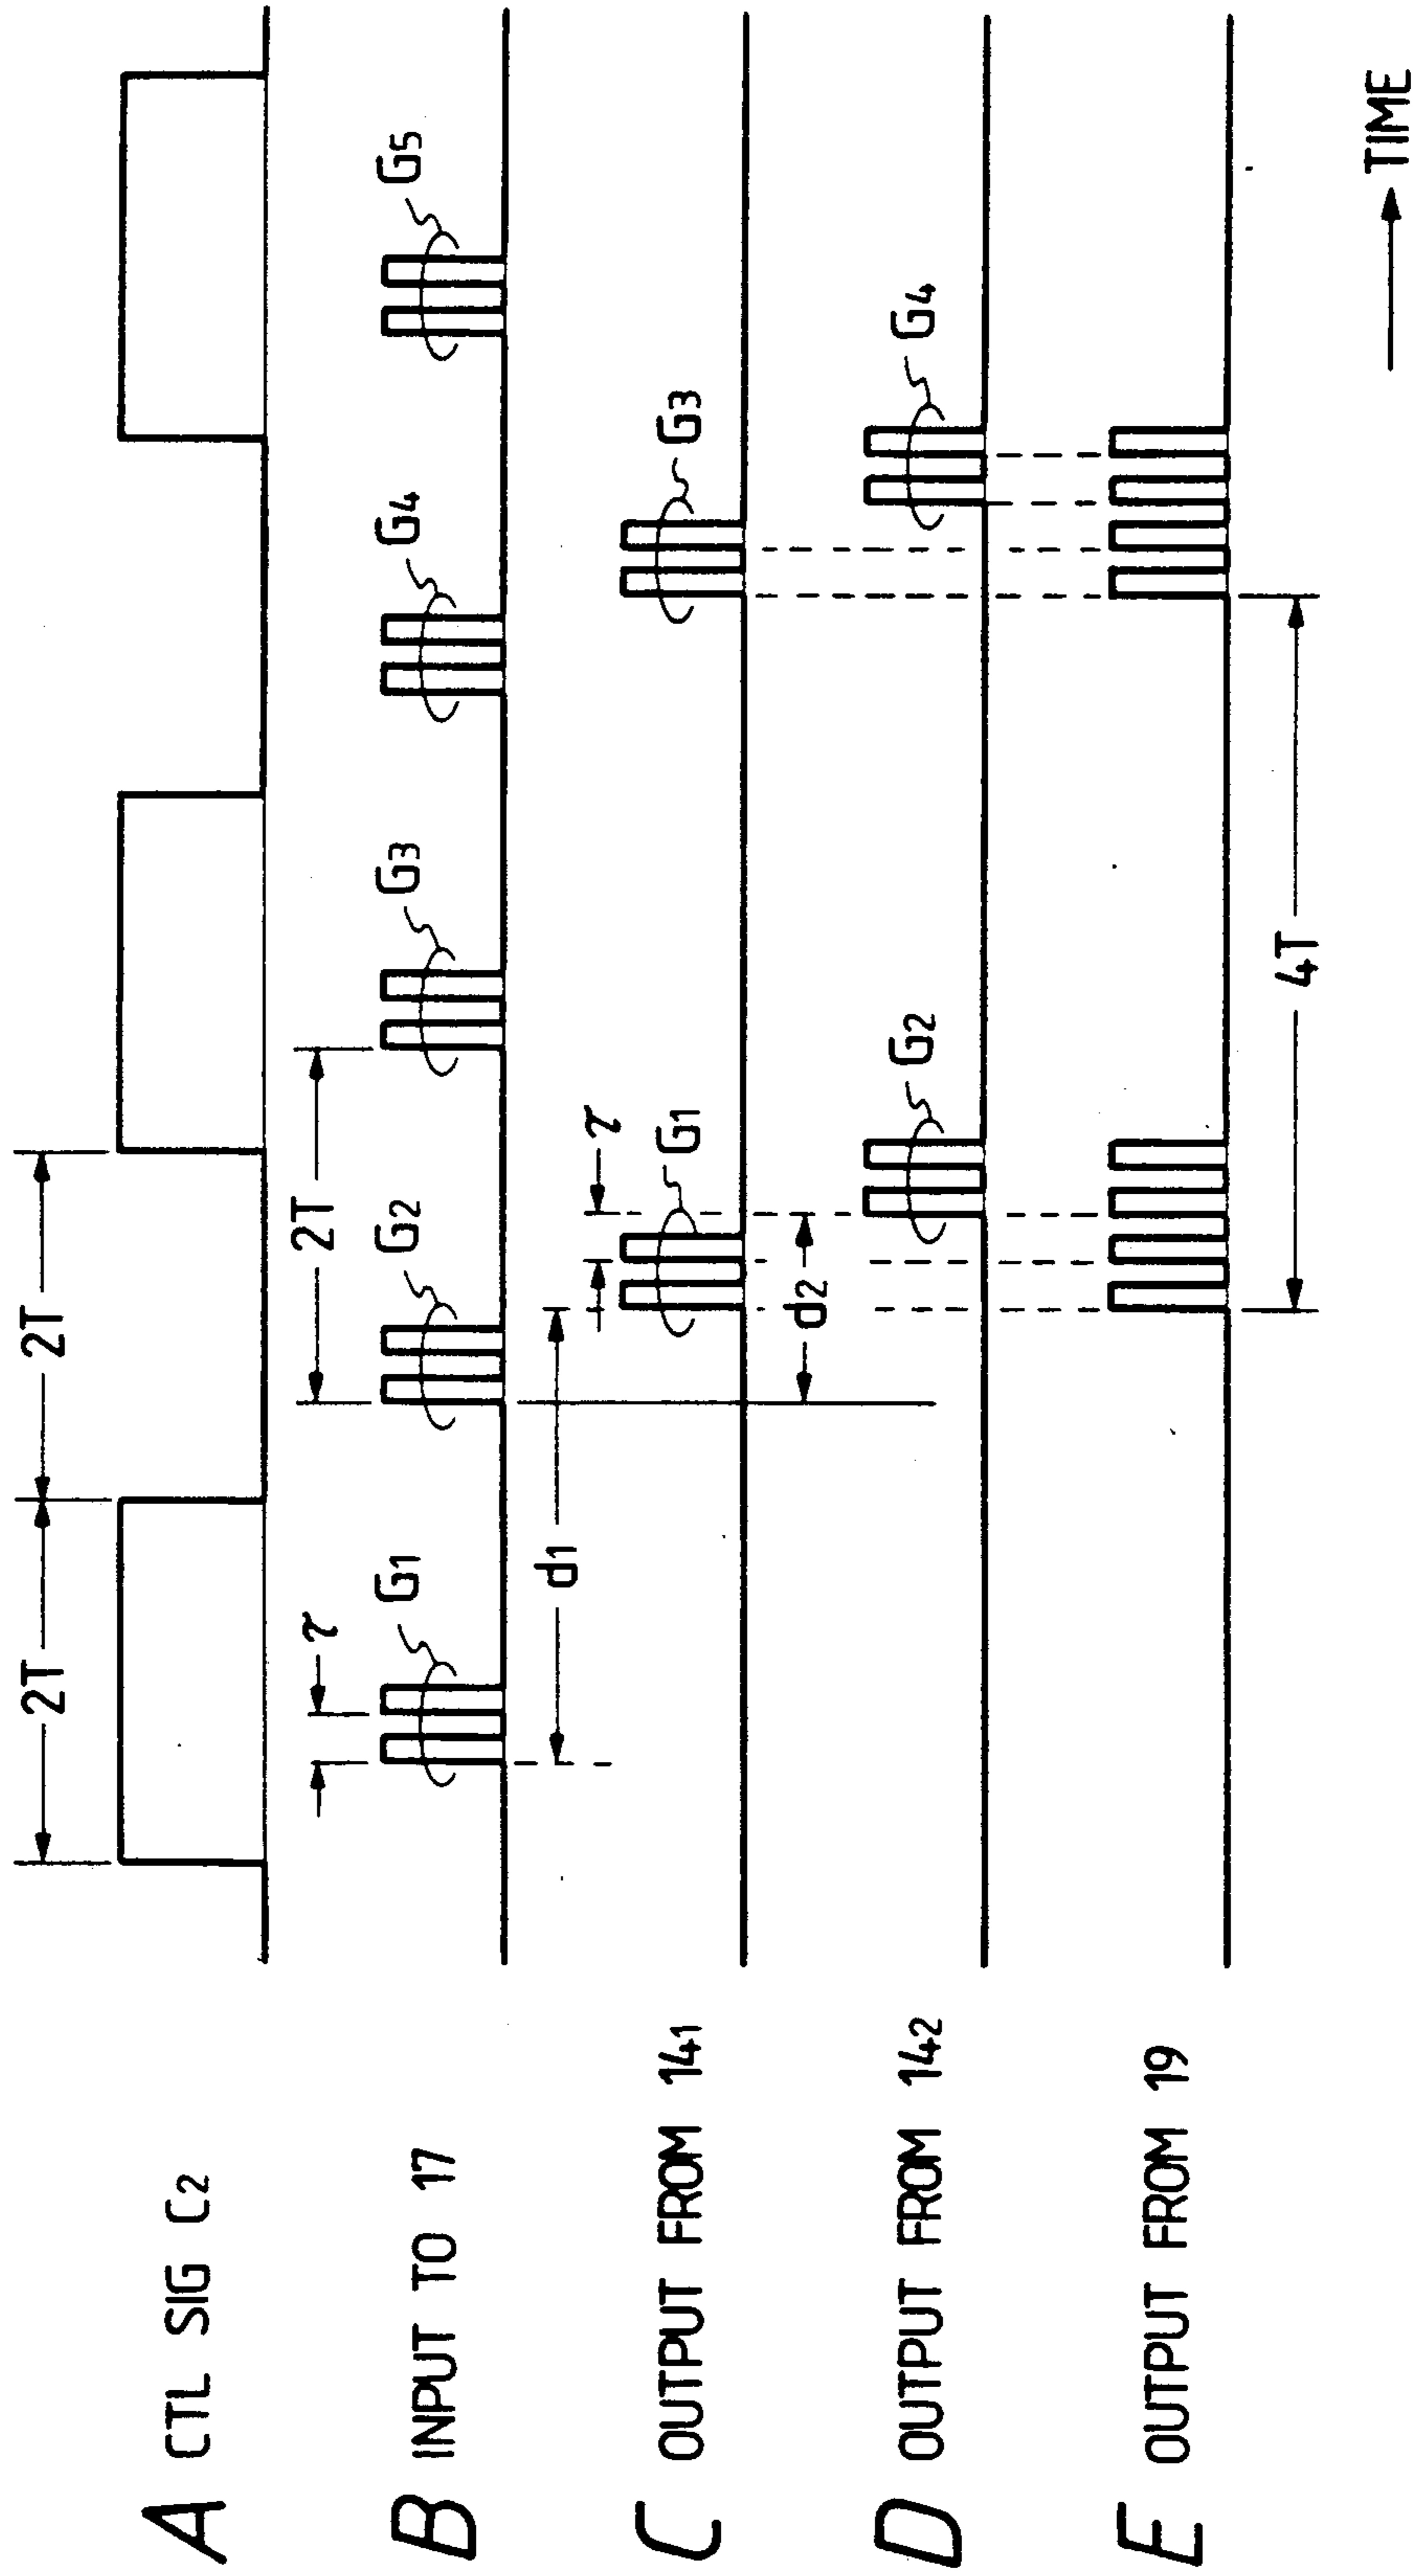 A CTL SIG C2
2T 2T
B INPUT TO 17
τ G1 G2 2T G3 G4 G5
C OUTPUT FROM 141
d1 τ G1 G3
D OUTPUT FROM 142
d2 G2 G4
E OUTPUT FROM 19
4T
TIME